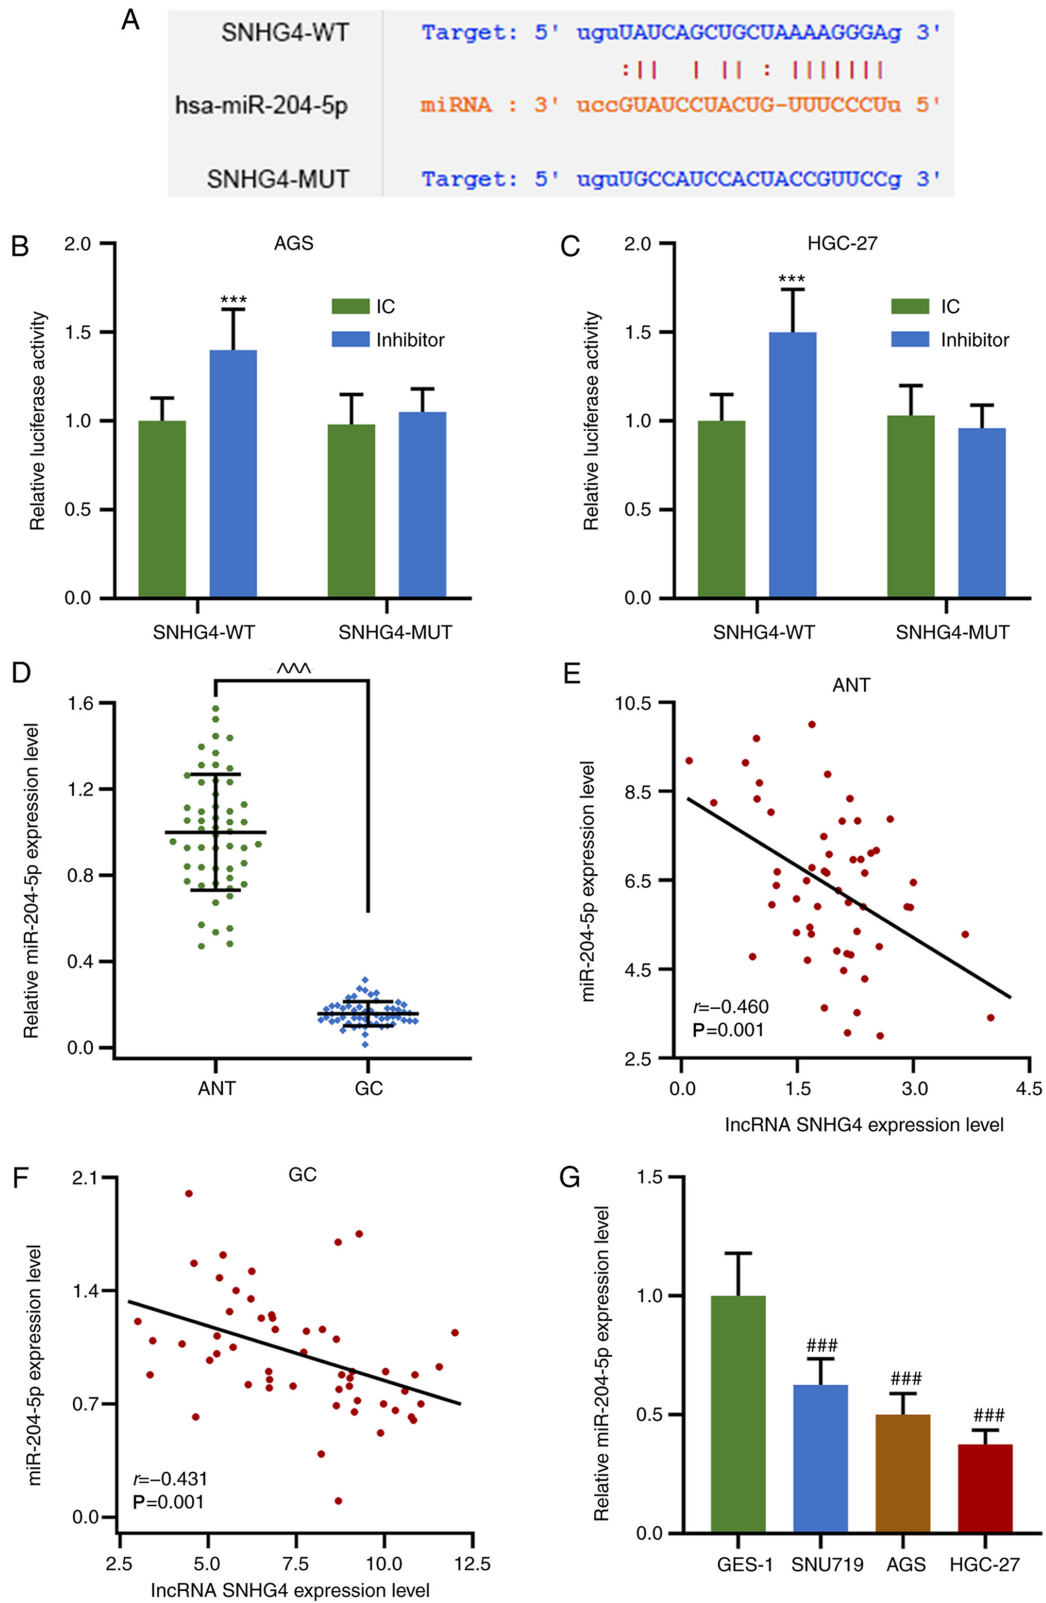 A
SNHG4-WT Target: 5' uguUAUCAGCUGCUAAAAGGGAg 3'
:|| | || : |||||||
hsa-miR-204-5p miRNA : 3' uccGUAUCCUACUG-UUUCCCUu 5'
SNHG4-MUT Target: 5' uguUGCCAUCCACUACCGUUCCg 3'
B
AGS
Relative luciferase activity
2.0
1.5
1.0
0.5
0.0
***
IC
Inhibitor
SNHG4-WT SNHG4-MUT
C
HGC-27
Relative luciferase activity
2.0
1.5
1.0
0.5
0.0
***
IC
Inhibitor
SNHG4-WT SNHG4-MUT
D
^^^
Relative miR-204-5p expression level
1.6
1.2
0.8
0.4
0.0
ANT GC
E
ANT
miR-204-5p expression level
10.5
8.5
6.5
4.5
2.5
r=−0.460
P=0.001
0.0 1.5 3.0 4.5
lncRNA SNHG4 expression level
F
GC
miR-204-5p expression level
2.1
1.4
0.7
0.0
r=−0.431
P=0.001
2.5 5.0 7.5 10.0 12.5
lncRNA SNHG4 expression level
G
Relative miR-204-5p expression level
1.5
1.0
0.5
0.0
###
###
###
GES-1 SNU719 AGS HGC-27